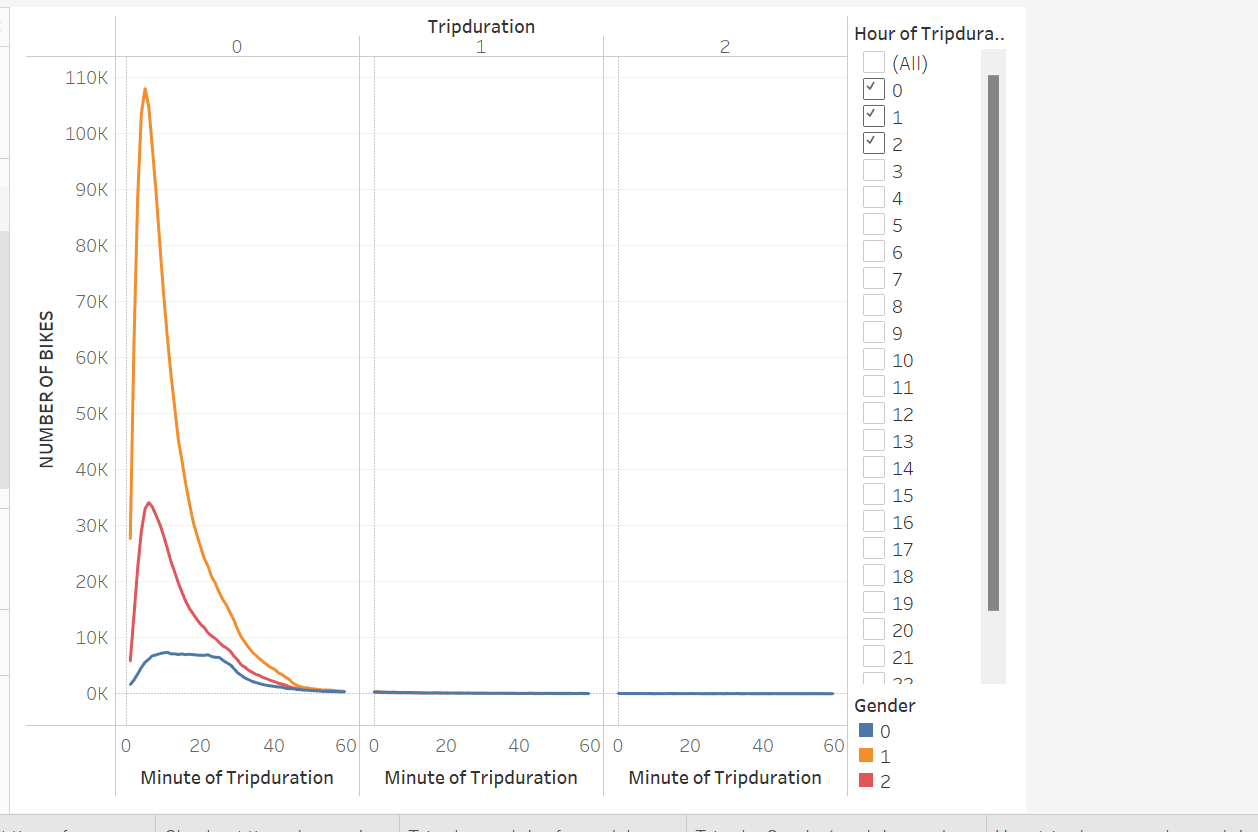 Tripduration
0 1 2
110K
100K
90K
80K
70K
60K
50K
40K
30K
20K
10K
0K
NUMBER OF BIKES
0 20 40 60 0 20 40 60 0 20 40 60
Minute of Tripduration Minute of Tripduration Minute of Tripduration
Hour of Tripdura..
(All)
0
1
2
3
4
5
6
7
8
9
10
11
12
13
14
15
16
17
18
19
20
21
Gender
0
1
2